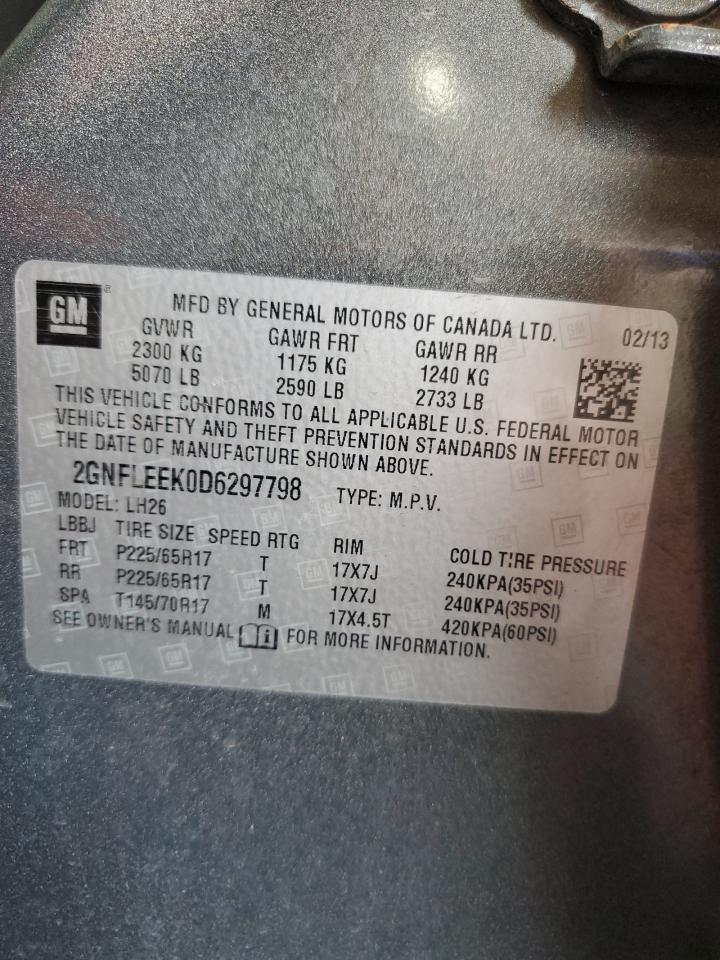 GM
MFD BY GENERAL MOTORS OF CANADA LTD. 02/13
GVWR GAWR FRT GAWR RR
2300 KG 1175 KG 1240 KG
5070 LB 2590 LB 2733 LB
THIS VEHICLE CONFORMS TO ALL APPLICABLE U.S. FEDERAL MOTOR
VEHICLE SAFETY AND THEFT PREVENTION STANDARDS IN EFFECT ON
THE DATE OF MANUFACTURE SHOWN ABOVE.
2GNFLEEK0D6297798 TYPE: M.P.V.
MODEL: LH26
LBBJ TIRE SIZE SPEED RTG RIM COLD TIRE PRESSURE
FRT P225/65R17 T 17X7J 240KPA(35PSI)
RR P225/65R17 T 17X7J 240KPA(35PSI)
SPA T145/70R17 M 17X4.5T 420KPA(60PSI)
SEE OWNER'S MANUAL FOR MORE INFORMATION.